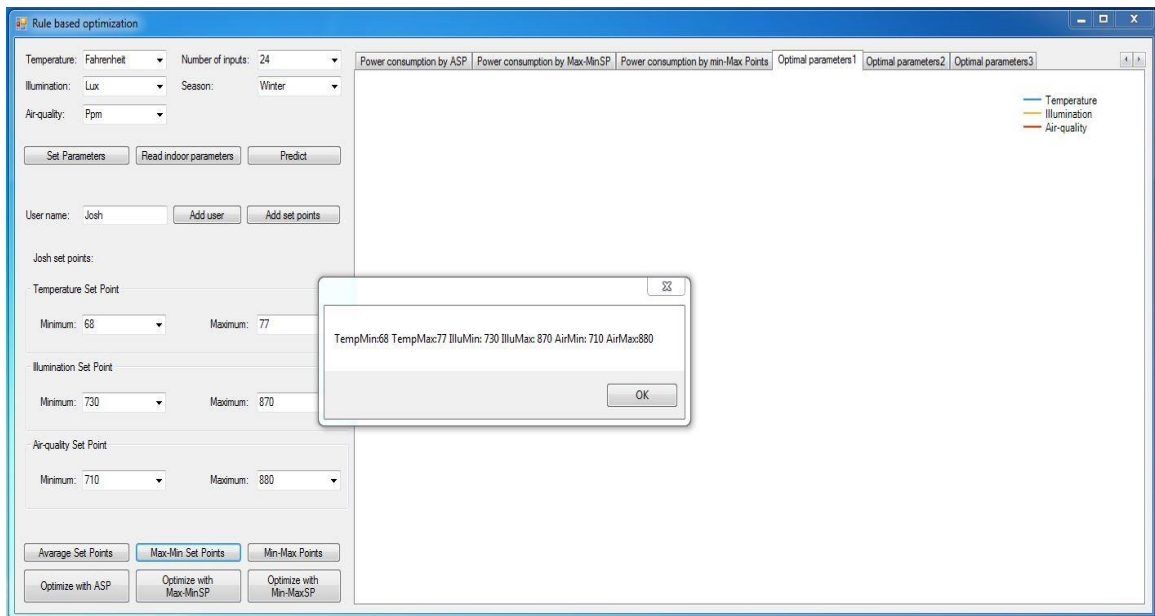 Rule based optimization
Temperature: Fahrenheit Number of inputs: 24
Illumination: Lux Season: Winter
Air-quality: Ppm
Set Parameters Read indoor parameters Predict
User name: Josh Add user Add set points
Josh set points:
Temperature Set Point
Minimum: 68 Maximum: 77
Illumination Set Point
Minimum: 730 Maximum: 870
Air-quality Set Point
Minimum: 710 Maximum: 880
Avarage Set Points Max-Min Set Points Min-Max Points
Optimize with ASP
Optimize with
Max-MinSP
Optimize with
Min-MaxSP
Power consumption by ASP Power consumption by Max-MinSP Power consumption by min-Max Points Optimal parameters1 Optimal parameters2 Optimal parameters3
Temperature
Illumination
Air-quality
TempMin:68 TempMax:77 IlluMin: 730 IlluMax: 870 AirMin: 710 AirMax:880
OK